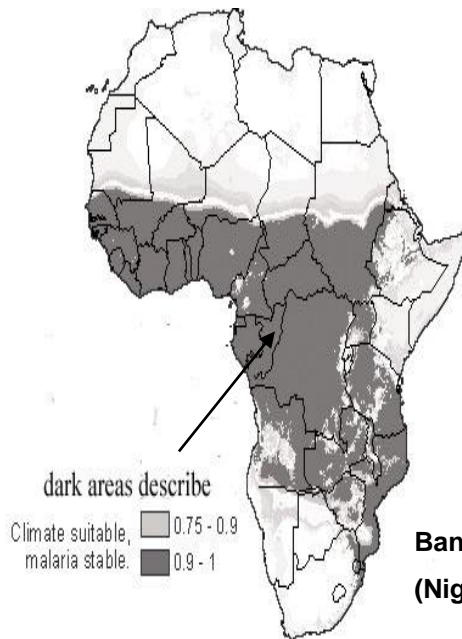 dark areas describe
Climate suitable, 0.75 - 0.9
malaria stable. 0.9 - 1
Ban
(Nig